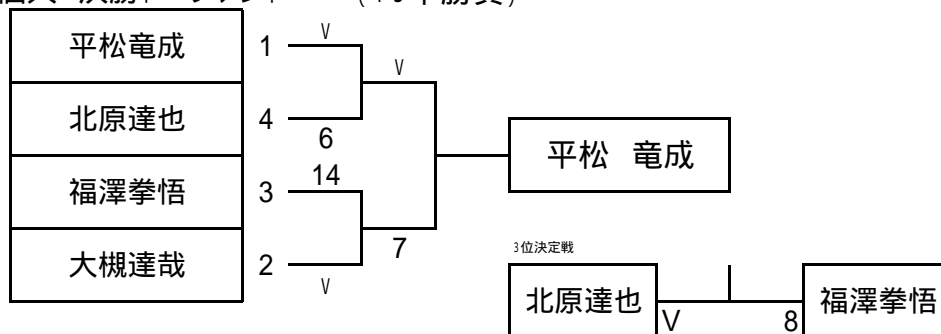 平松竜成 1 V
V
北原達也 4
6
平松 竜成
14
福澤拳悟 3
7
大槻達哉 2
V
3位決定戦
北原達也 V 8 福澤拳悟